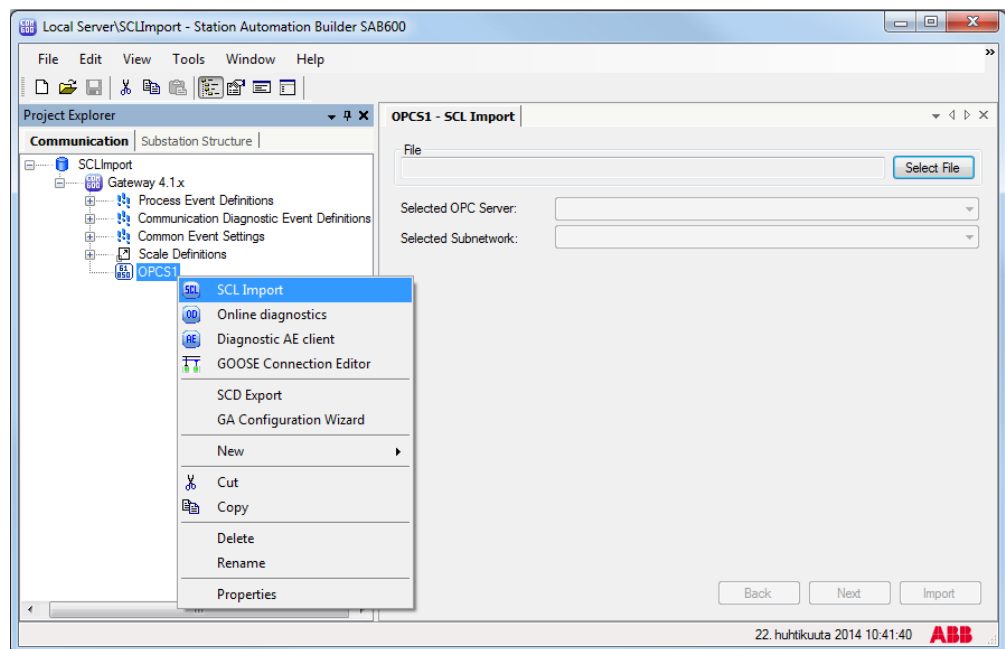 Local Server\SCLImport - Station Automation Builder SAB600
File Edit View Tools Window Help
Project Explorer
Communication Substation Structure
SCLImport
Gateway 4.1.x
Process Event Definitions
Communication Diagnostic Event Definitions
Common Event Settings
Scale Definitions
OPCS1
SCL Import
Online diagnostics
Diagnostic AE client
GOOSE Connection Editor
SCD Export
GA Configuration Wizard
New
Cut
Copy
Delete
Rename
Properties
OPCS1 - SCL Import
File
Select File
Selected OPC Server:
Selected Subnetwork:
Back Next Import
22. huhtikuuta 2014 10:41:40 ABB